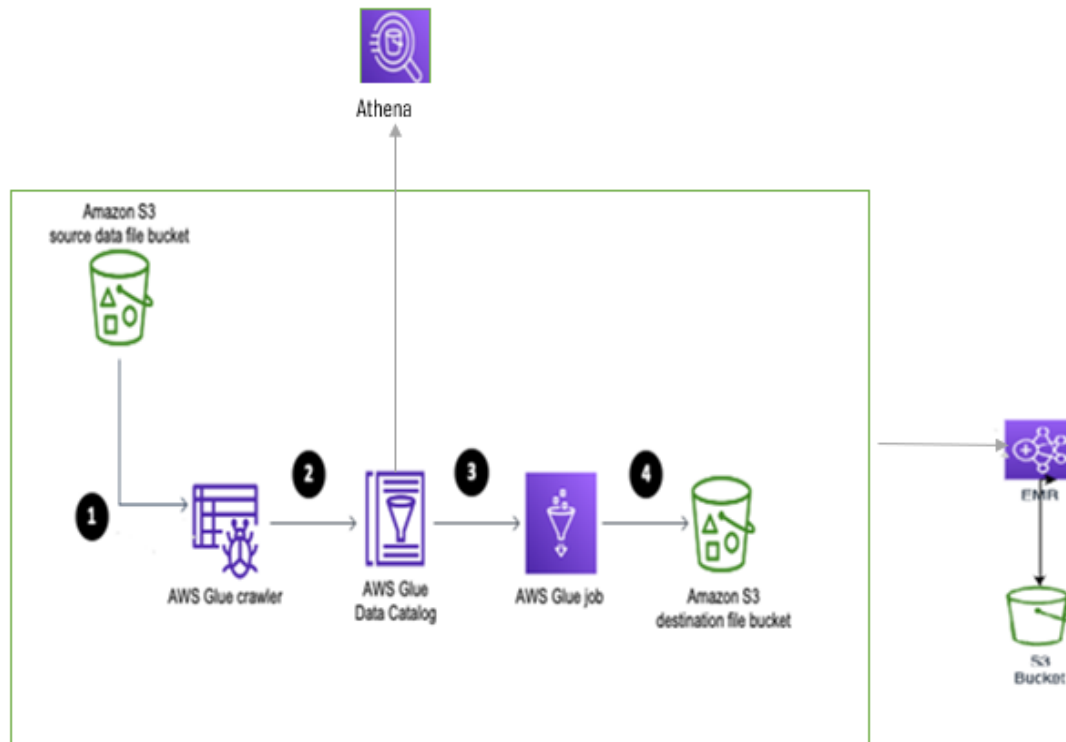 Athena
Amazon S3
source data file bucket
1
2
3
4
AWS Glue crawler
AWS Glue
Data Catalog
AWS Glue job
Amazon S3
destination file bucket
EMR
S3
Bucket